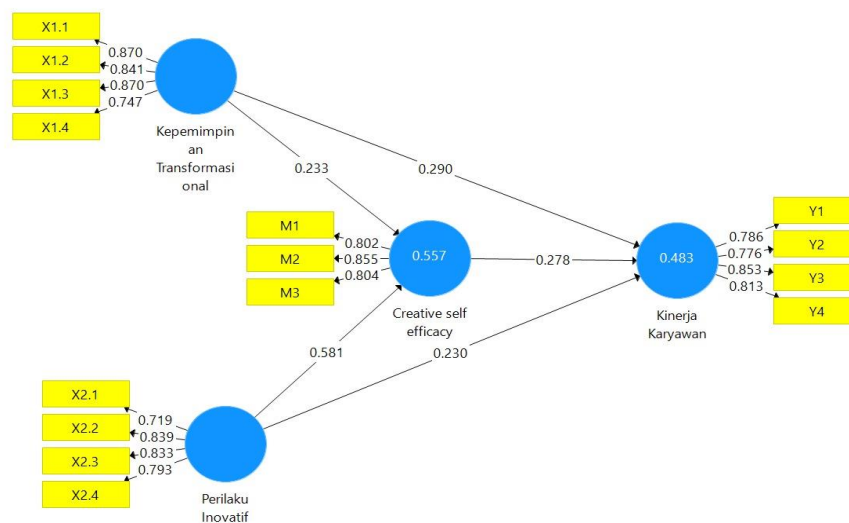 X1.1
X1.2
X1.3
X1.4
0.870
0.841
0.870
0.747
Kepemimpin
an
Transformasi
onal
0.233
0.290
M1
M2
M3
0.802
0.855
0.804
0.557
Creative self
efficacy
0.278
0.483
Kinerja
Karyawan
0.786
0.776
0.853
0.813
Y1
Y2
Y3
Y4
0.581
0.230
X2.1
X2.2
X2.3
X2.4
0.719
0.839
0.833
0.793
Perilaku
Inovatif